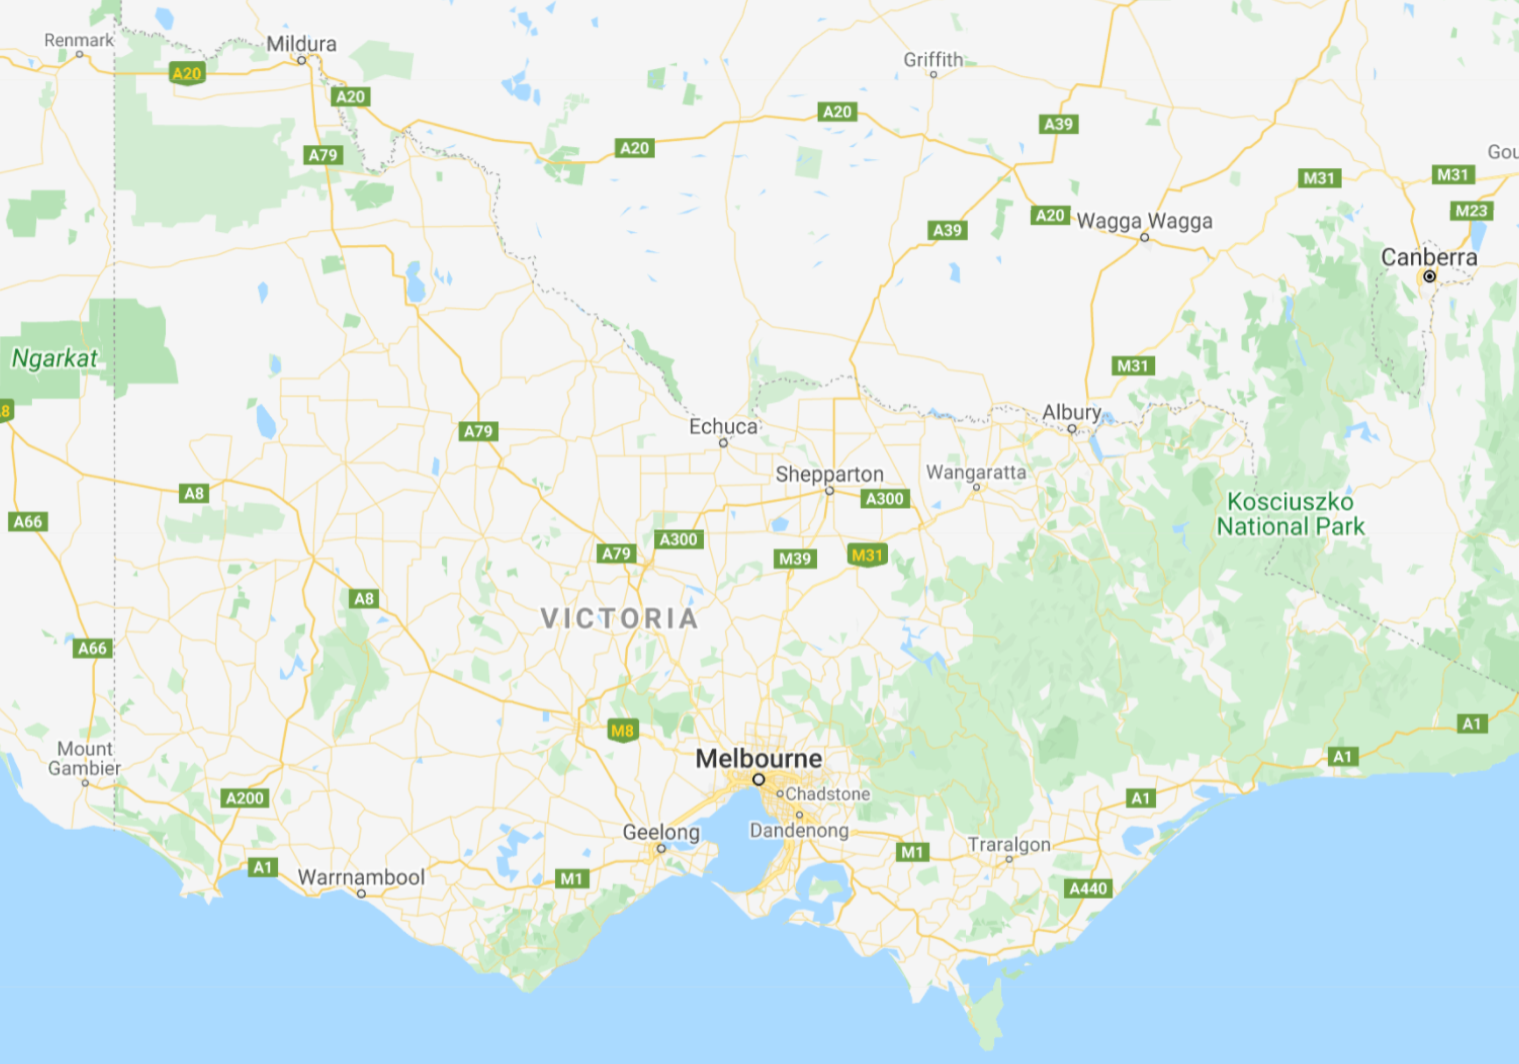 Renmark
Mildura
A20
A20
Griffith
A20
A20
A39
A79
Gou
M31
M31
M23
A20
Wagga Wagga
A39
Canberra
Ngarkat
M31
8
Albury
Echuca
A79
Shepparton
Wangaratta
A8
A300
Kosciuszko
National Park
A66
A300
A79
M39
M31
A8
VICTORIA
A66
M8
A1
Mount
Gambier
Melbourne
A1
Chadstone
A200
A1
Geelong
Dandenong
Traralgon
M1
A1
Warrnambool
M1
A440